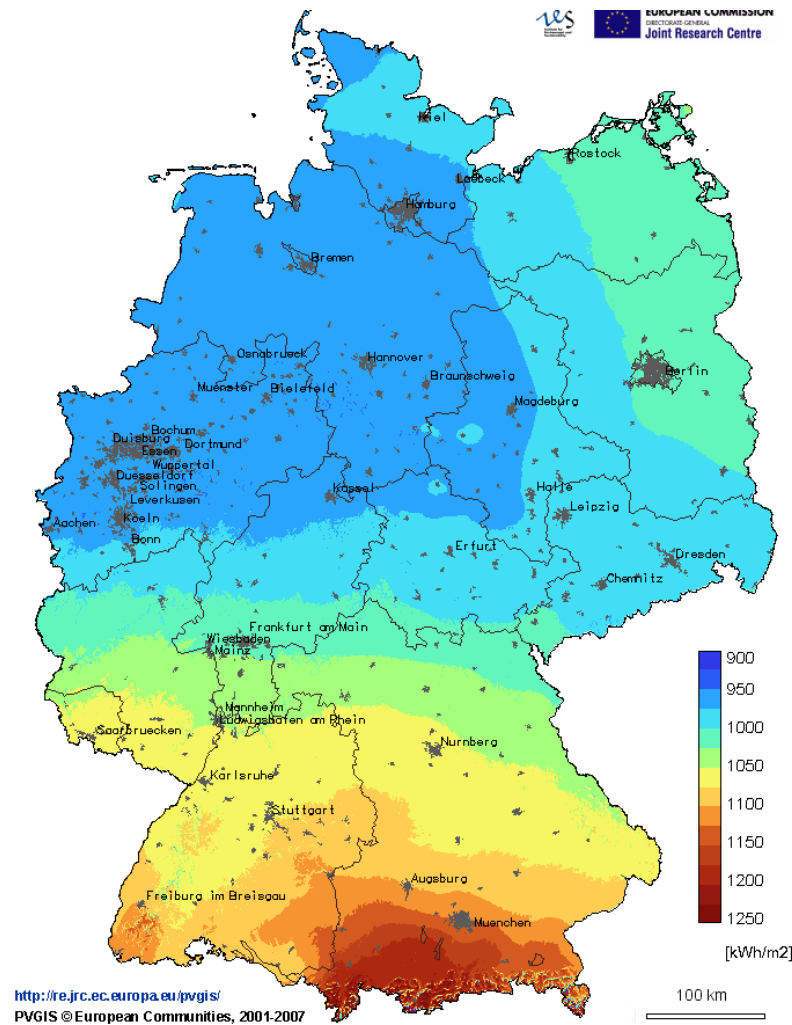 ies
EUROPEAN COMMISSION
DIRECTORATE-GENERAL
Joint Research Centre
Kiel
Rostock
Luebeck
Hamburg
Bremen
Osnabrueck
Hannover
Berlin
Muenster
Bielefeld
Braunschweig
Magdeburg
Bochum
Duisburg
Dortmund
Essen
Wuppertal
Duesseldorf
Solingen
Leverkusen
Kassel
Halle
Leipzig
Aachen
Koeln
Bonn
Erfurt
Dresden
Chemnitz
Frankfurt am Main
Wiesbaden
Mainz
Mannheim
Ludwigshafen am Rhein
Saarbruecken
Nurnberg
Karlsruhe
Stuttgart
Augsburg
Freiburg im Breisgau
Muenchen
900
950
1000
1050
1100
1150
1200
1250
[kWh/m2]
100 km
http://re.jrc.ec.europa.eu/pvgis/
PVGIS © European Communities, 2001-2007